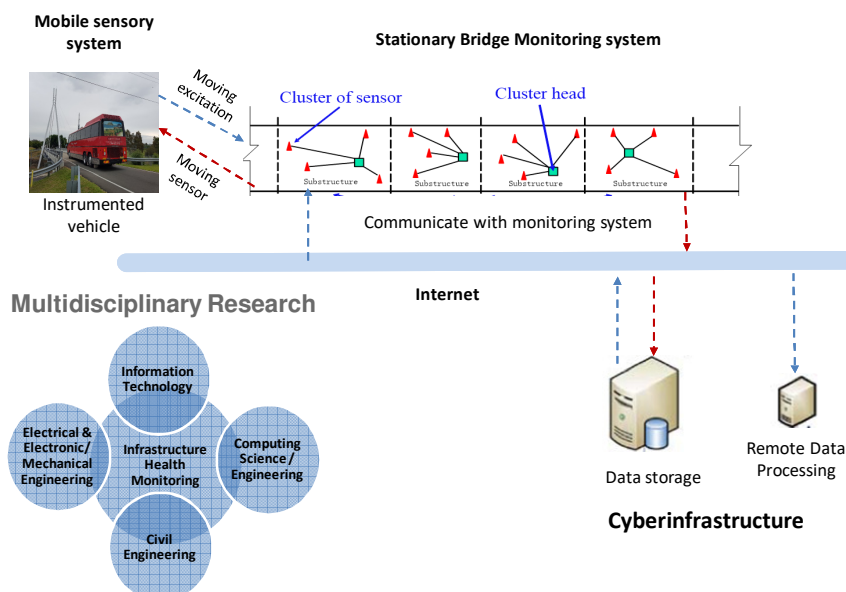 Mobile sensory
system
Stationary Bridge Monitoring system
Moving
excitation
Moving
sensor
Instrumented
vehicle
Cluster of sensor
Cluster head
Substructure
Substructure
Substructure
Substructure
Communicate with monitoring system
Internet
Multidisciplinary Research
Information
Technology
Electrical &
Electronic/
Mechanical
Engineering
Infrastructure
Health
Monitoring
Computing
Science /
Engineering
Civil
Engineering
Data storage
Remote Data
Processing
Cyberinfrastructure